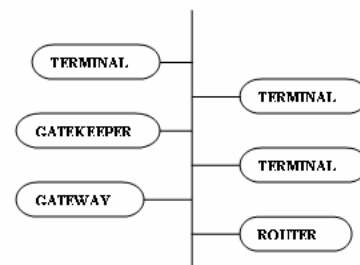 TERMINAL
TERMINAL
GATEKEEPER
TERMINAL
GATEWAY
ROUTER